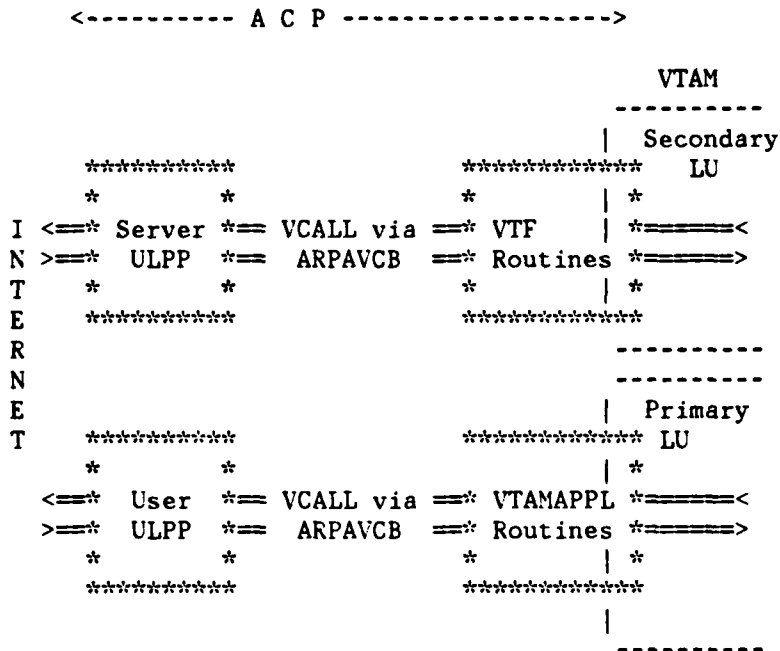 <---------- A C P ------------------>
VTAM
----------
| Secondary
********** ************ LU
* * * | *
I <==* Server *== VCALL via ==* VTF | *======<
N >==* ULPP *== ARPAVCB ==* Routines *======>
T * * * | *
E ********** ************
R ----------
N ----------
E | Primary
T ********** ************ LU
* * * | *
<==* User *== VCALL via ==* VTAMAPPL *======<
>==* ULPP *== ARPAVCB ==* Routines *======>
* * * | *
********** ************
|
----------